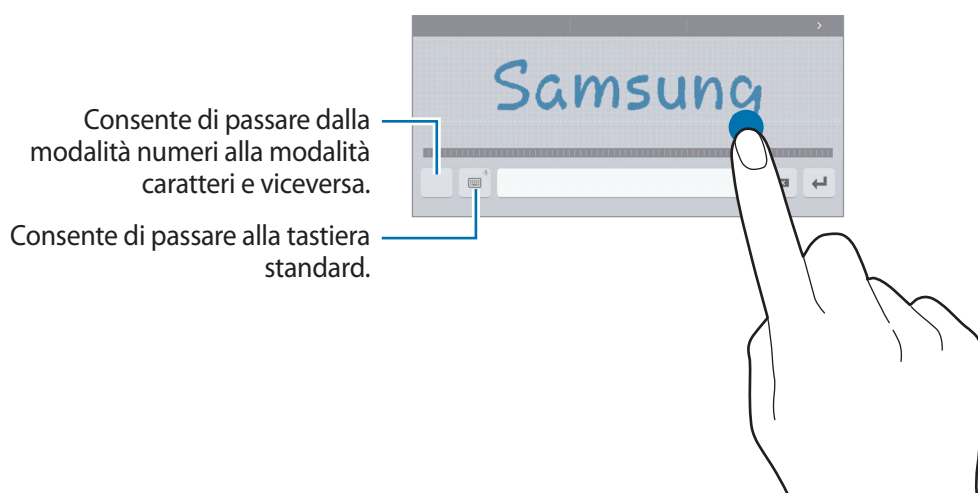 Samsung
Consente di passare dalla
modalità numeri alla modalità
caratteri e viceversa.
Consente di passare alla tastiera
standard.